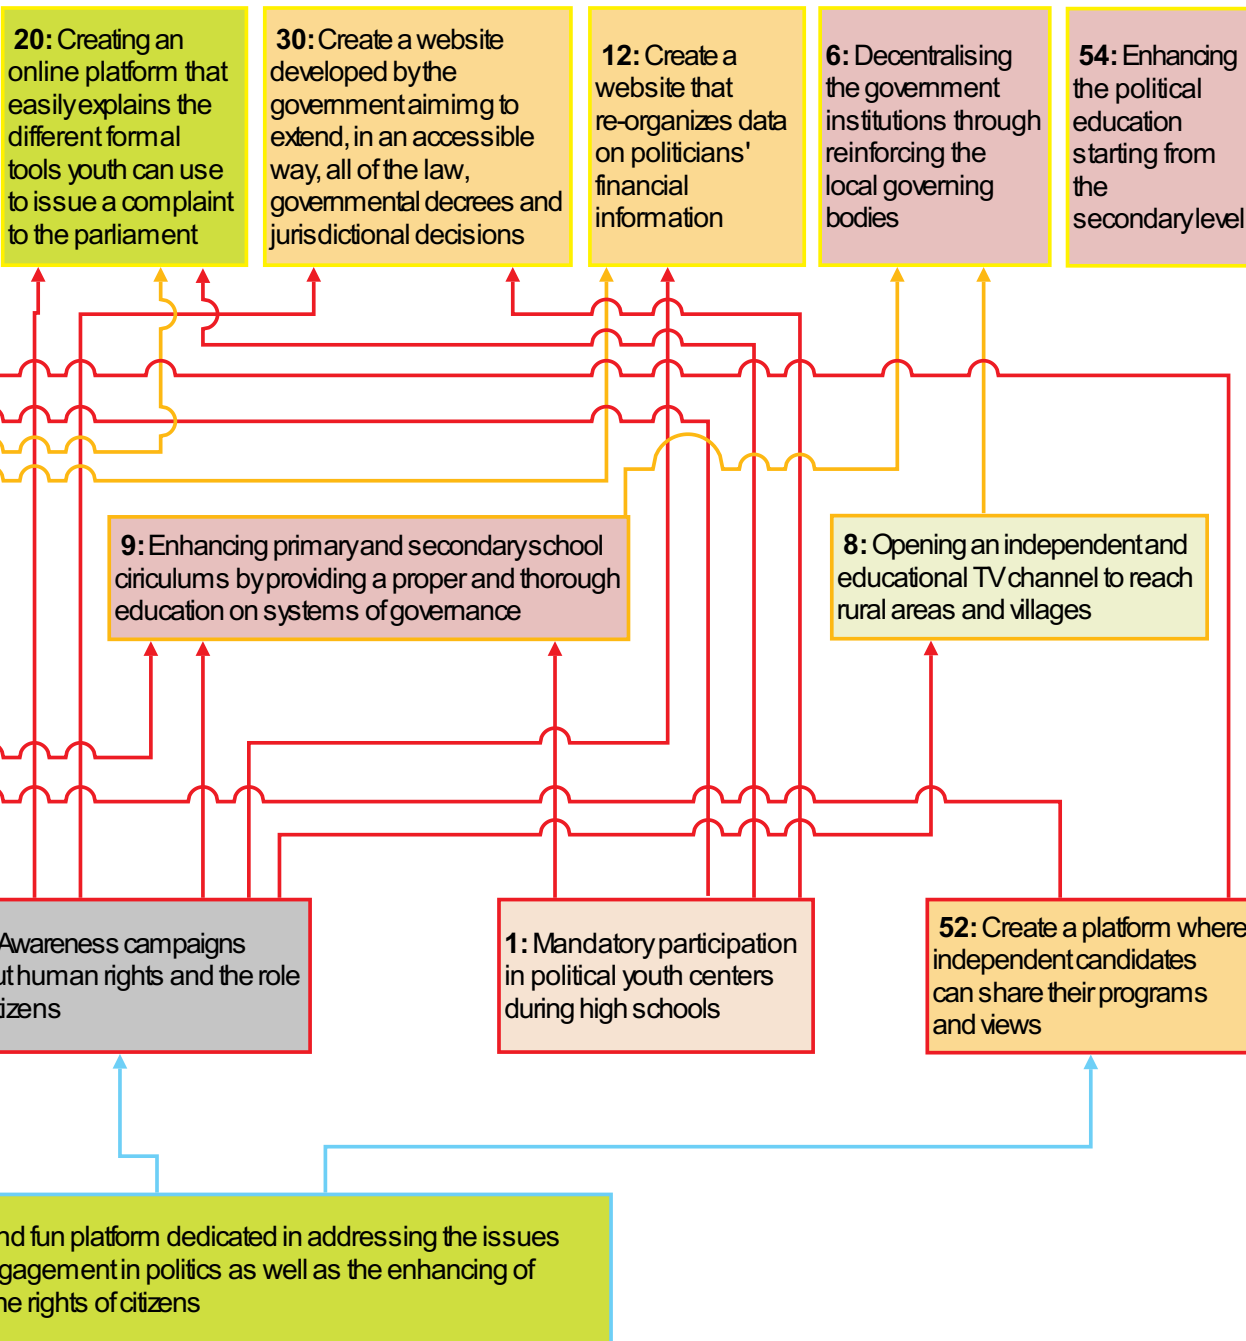 20: Creating an
online platform that
easily explains the
different formal
tools youth can use
to issue a complaint
to the parliament
30: Create a website
developed by the
government aimimg to
extend, in an accessible
way, all of the law,
governmental decrees and
jurisdictional decisions
12: Create a
website that
re-organizes data
on politicians'
financial
information
6: Decentralising
the government
institutions through
reinforcing the
local governing
bodies
54: Enhancing
the political
education
starting from
the
secondary level
9: Enhancing primary and secondary school
ciriculums by providing a proper and thorough
education on systems of governance
8: Opening an independent and
educational TV channel to reach
rural areas and villages
Awareness campaigns
ut human rights and the role
tizens
1: Mandatory participation
in political youth centers
during high schools
52: Create a platform where
independent candidates
can share their programs
and views
nd fun platform dedicated in addressing the issues
gagement in politics as well as the enhancing of
he rights of citizens